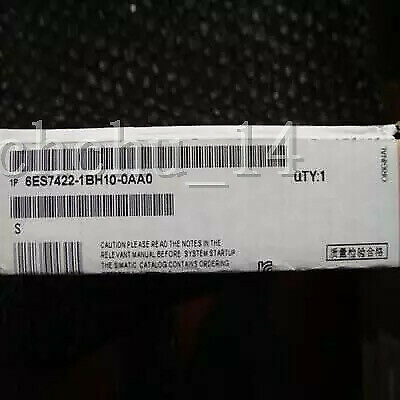 chchu_14
1P 6ES7422-1BH10-0AA0
QTY:1
S
CAUTION: PLEASE READ THE NOTES IN THE
RELEVANT MANUAL BEFORE SYSTEM STARTUP
THE SIMATIC CATALOG CONTAINS ORDERING
质量检验合格